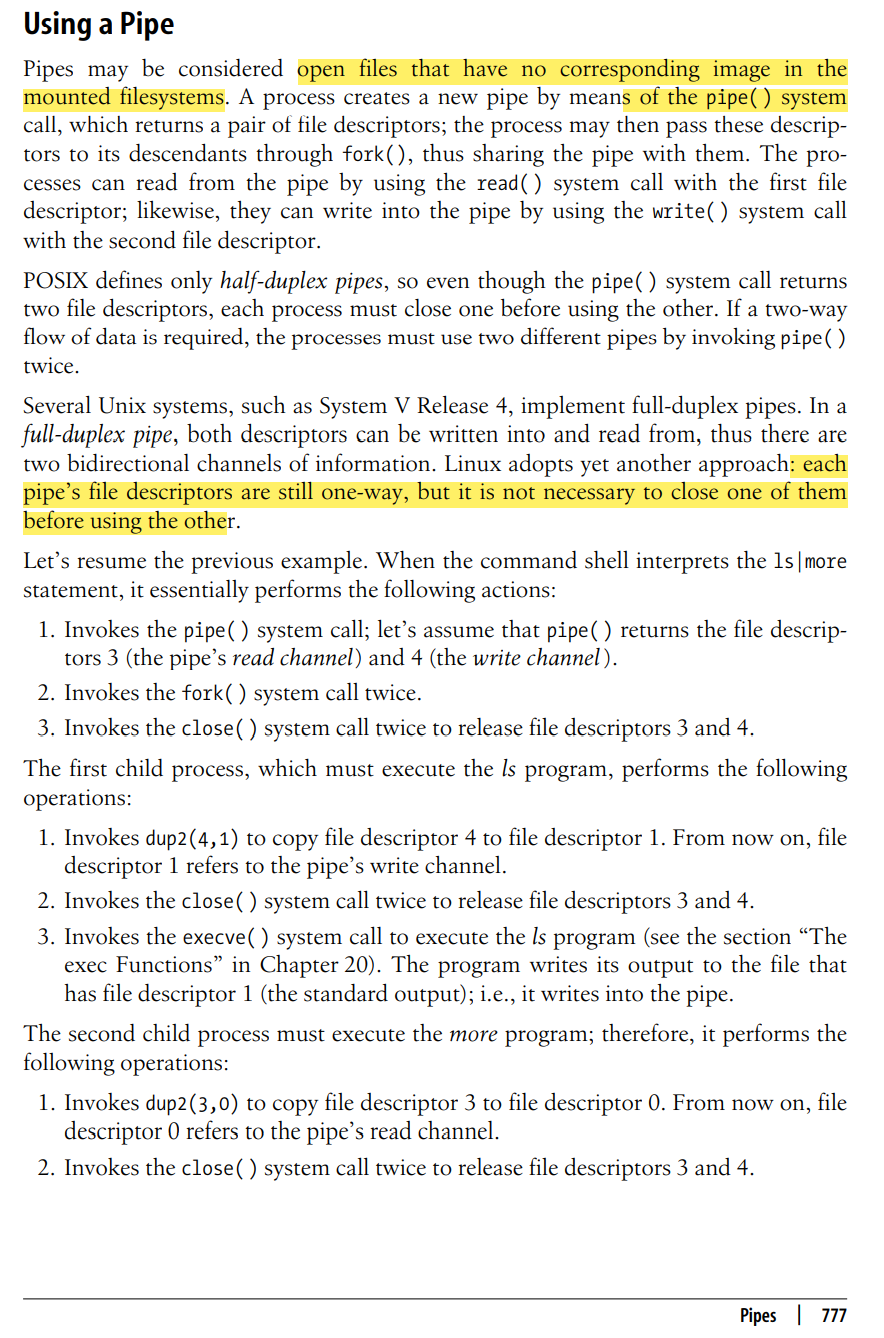 Using a Pipe
Pipes may be considered open files that have no corresponding image in the
mounted filesystems. A process creates a new pipe by means of the pipe( ) system
call, which returns a pair of file descriptors; the process may then pass these descrip-
tors to its descendants through fork( ), thus sharing the pipe with them. The pro-
cesses can read from the pipe by using the read( ) system call with the first file
descriptor; likewise, they can write into the pipe by using the write( ) system call
with the second file descriptor.
POSIX defines only half-duplex pipes, so even though the pipe( ) system call returns
two file descriptors, each process must close one before using the other. If a two-way
flow of data is required, the processes must use two different pipes by invoking pipe( )
twice.
Several Unix systems, such as System V Release 4, implement full-duplex pipes. In a
full-duplex pipe, both descriptors can be written into and read from, thus there are
two bidirectional channels of information. Linux adopts yet another approach: each
pipe’s file descriptors are still one-way, but it is not necessary to close one of them
before using the other.
Let’s resume the previous example. When the command shell interprets the ls|more
statement, it essentially performs the following actions:
1. Invokes the pipe( ) system call; let’s assume that pipe( ) returns the file descrip-
tors 3 (the pipe’s read channel) and 4 (the write channel).
2. Invokes the fork( ) system call twice.
3. Invokes the close( ) system call twice to release file descriptors 3 and 4.
The first child process, which must execute the ls program, performs the following
operations:
1. Invokes dup2(4,1) to copy file descriptor 4 to file descriptor 1. From now on, file
descriptor 1 refers to the pipe’s write channel.
2. Invokes the close( ) system call twice to release file descriptors 3 and 4.
3. Invokes the execve( ) system call to execute the ls program (see the section “The
exec Functions” in Chapter 20). The program writes its output to the file that
has file descriptor 1 (the standard output); i.e., it writes into the pipe.
The second child process must execute the more program; therefore, it performs the
following operations:
1. Invokes dup2(3,0) to copy file descriptor 3 to file descriptor 0. From now on, file
descriptor 0 refers to the pipe’s read channel.
2. Invokes the close( ) system call twice to release file descriptors 3 and 4.
Pipes | 777